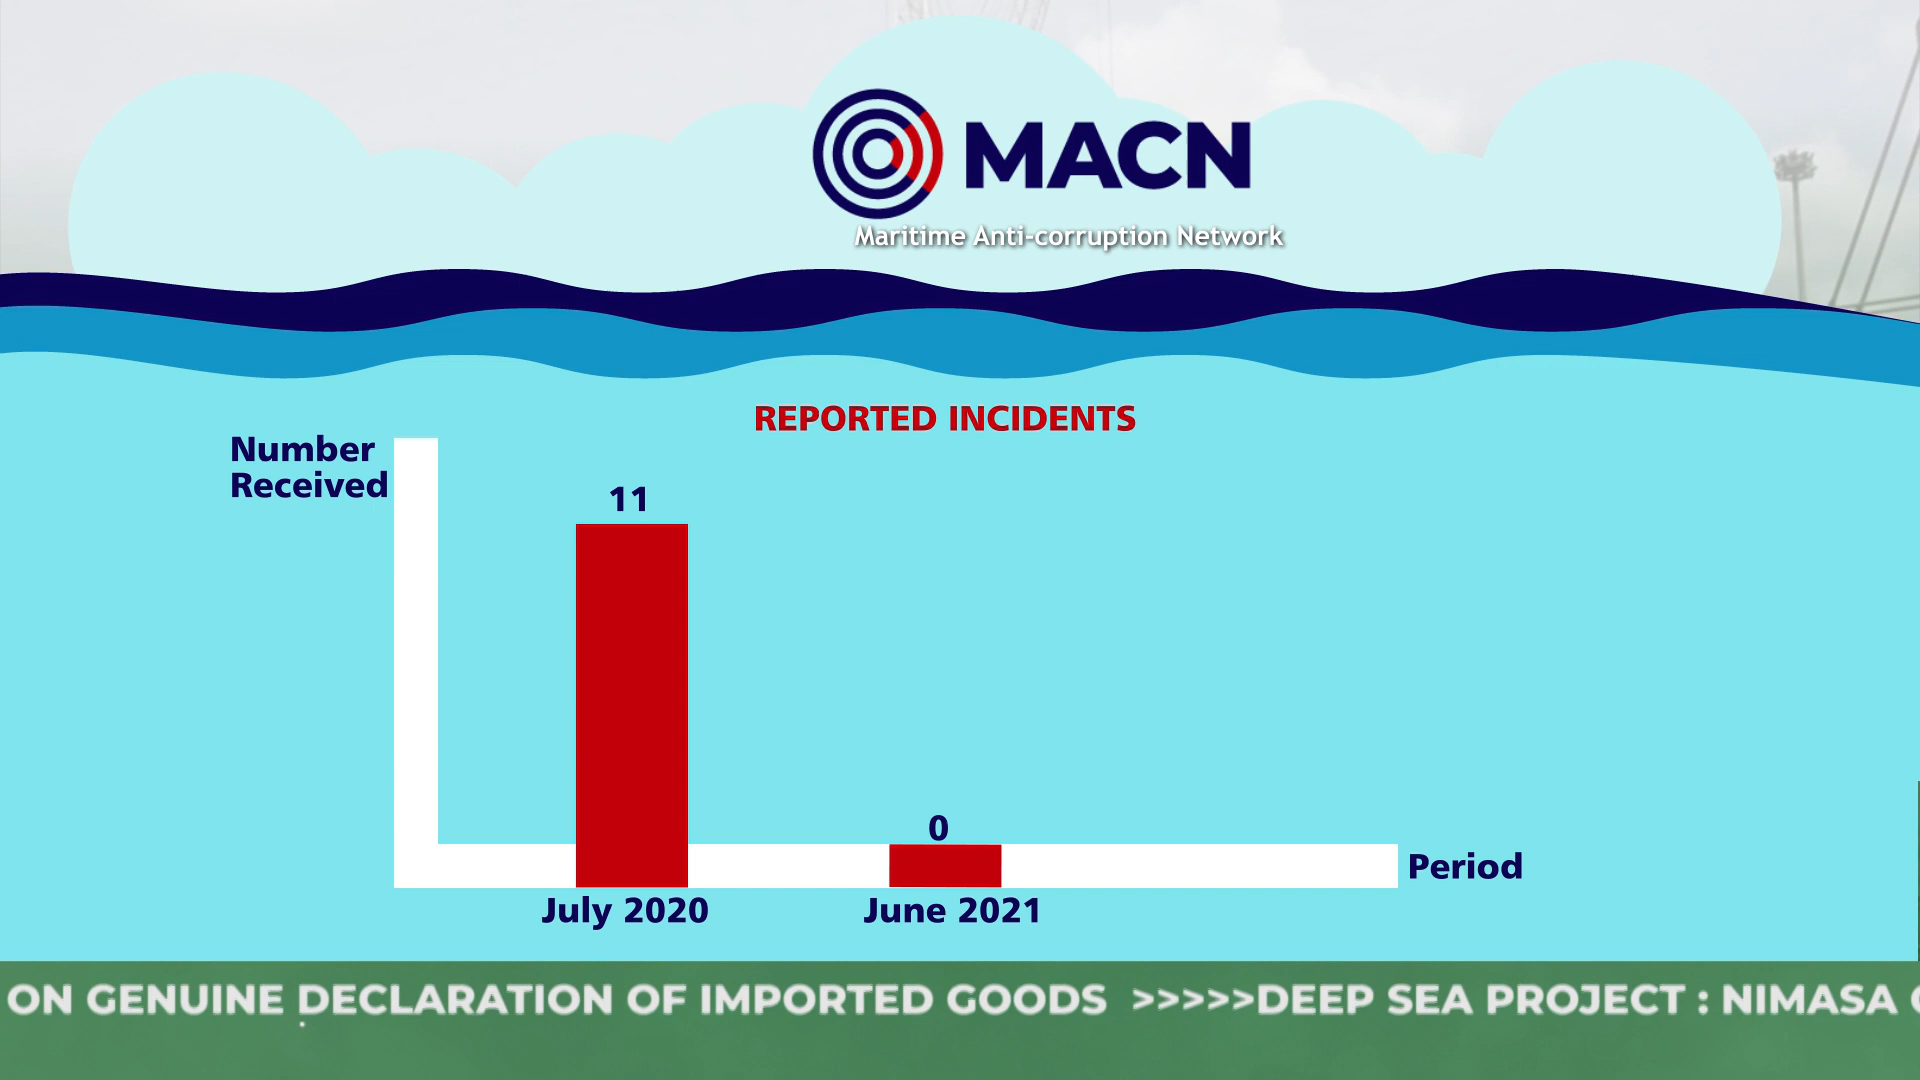 MACN
Maritime Anti-corruption Network
REPORTED INCIDENTS
Number
Received
11
0
Period
July 2020
June 2021
ON GENUINE DECLARATION OF IMPORTED GOODS >>>>>DEEP SEA PROJECT : NIMASA